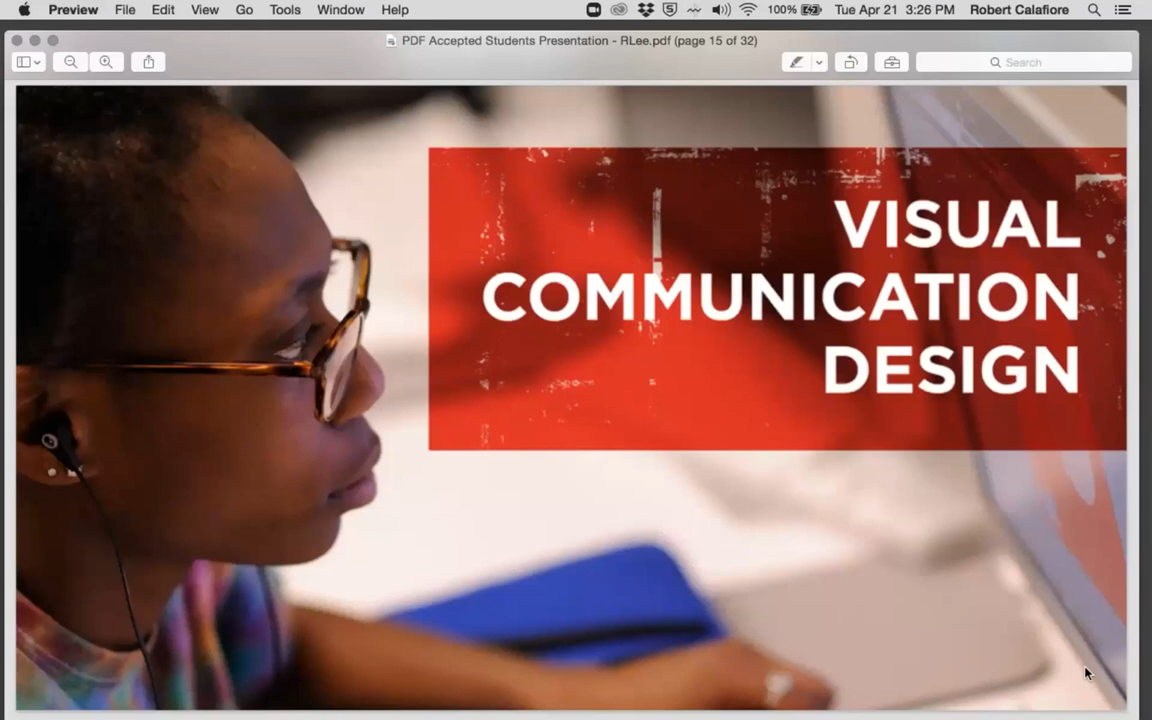 Preview File Edit View Go Tools Window Help 100% Tue Apr 21 3:26 PM Robert Calafiore
PDF Accepted Students Presentation - RLee.pdf (page 15 of 32)
Search
VISUAL
COMMUNICATION
DESIGN